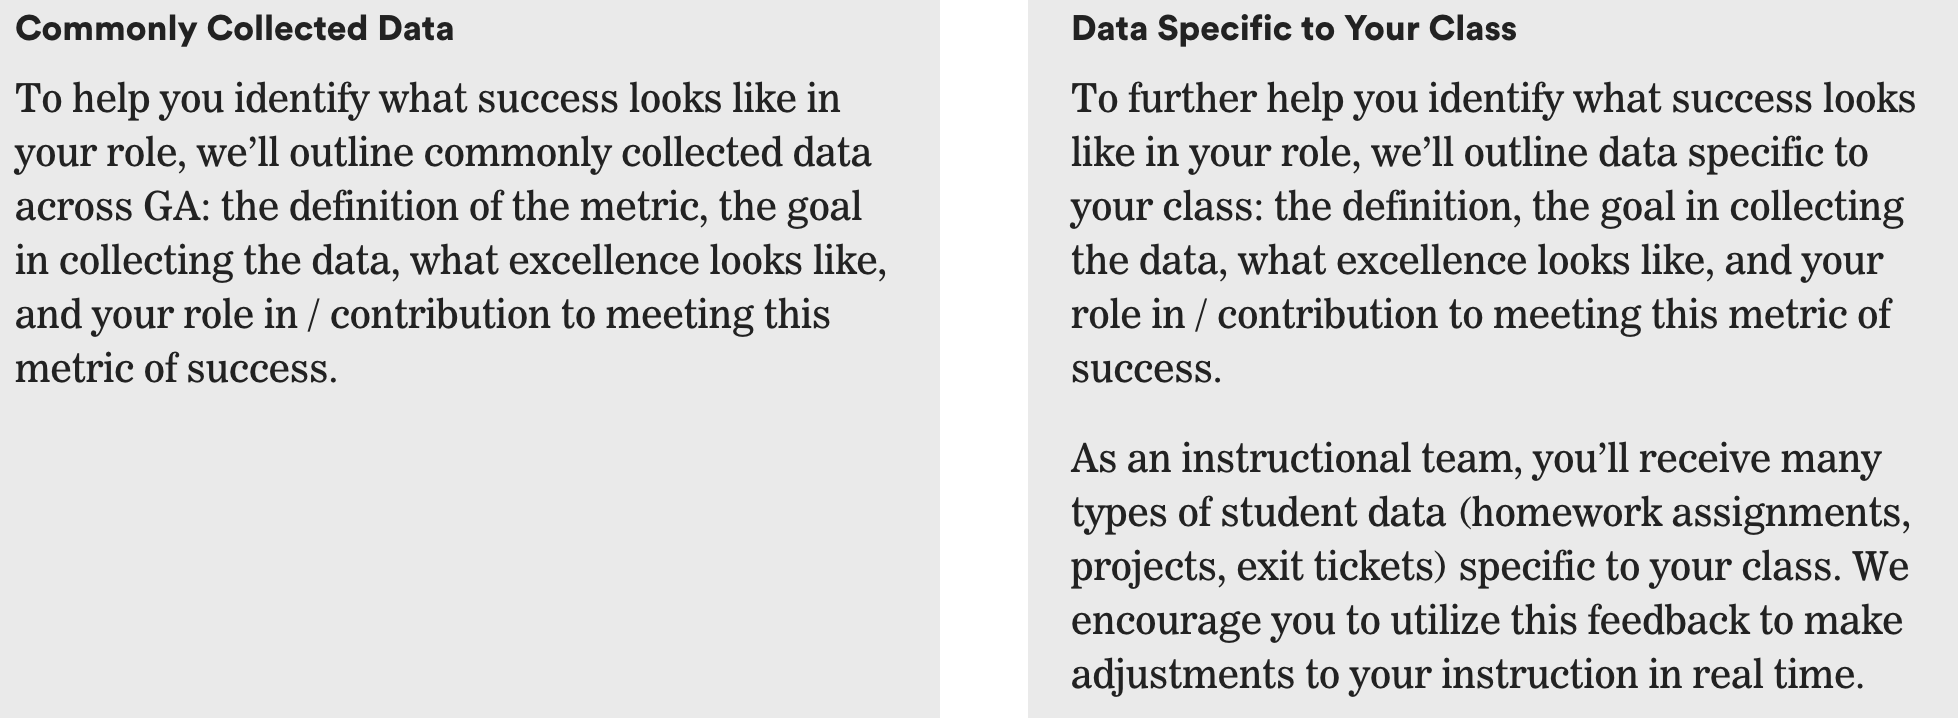 Commonly Collected Data
To help you identify what success looks like in
your role, we’ll outline commonly collected data
across GA: the definition of the metric, the goal
in collecting the data, what excellence looks like,
and your role in / contribution to meeting this
metric of success.
Data Specific to Your Class
To further help you identify what success looks
like in your role, we’ll outline data specific to
your class: the definition, the goal in collecting
the data, what excellence looks like, and your
role in / contribution to meeting this metric of
success.
As an instructional team, you’ll receive many
types of student data (homework assignments,
projects, exit tickets) specific to your class. We
encourage you to utilize this feedback to make
adjustments to your instruction in real time.